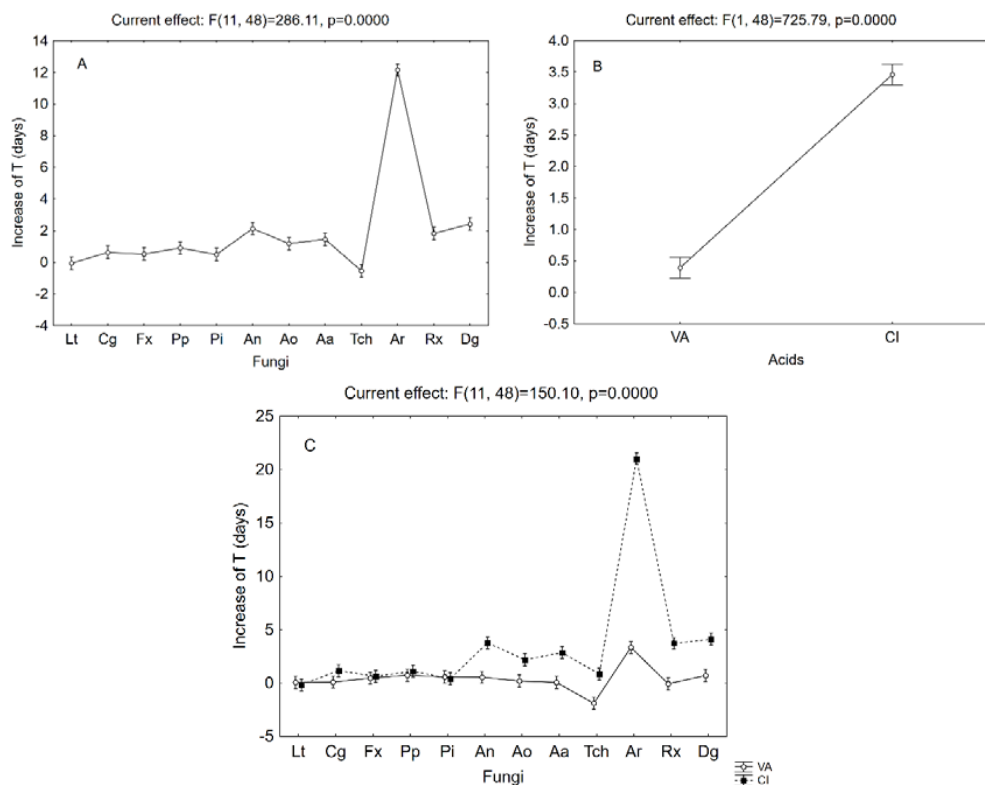 Current effect: F(11, 48)=286.11, p=0.0000
A
Increase of T (days)
14
12
10
8
6
4
2
0
-2
-4
Lt Cg Fx Pp Pi An Ao Aa Tch Ar Rx Dg
Fungi
Current effect: F(1, 48)=725.79, p=0.0000
B
Increase of T (days)
4.0
3.5
3.0
2.5
2.0
1.5
1.0
0.5
0.0
-0.5
VA CI
Acids
Current effect: F(11, 48)=150.10, p=0.0000
C
Increase of T (days)
25
20
15
10
5
0
-5
Lt Cg Fx Pp Pi An Ao Aa Tch Ar Rx Dg
Fungi
VA
CI